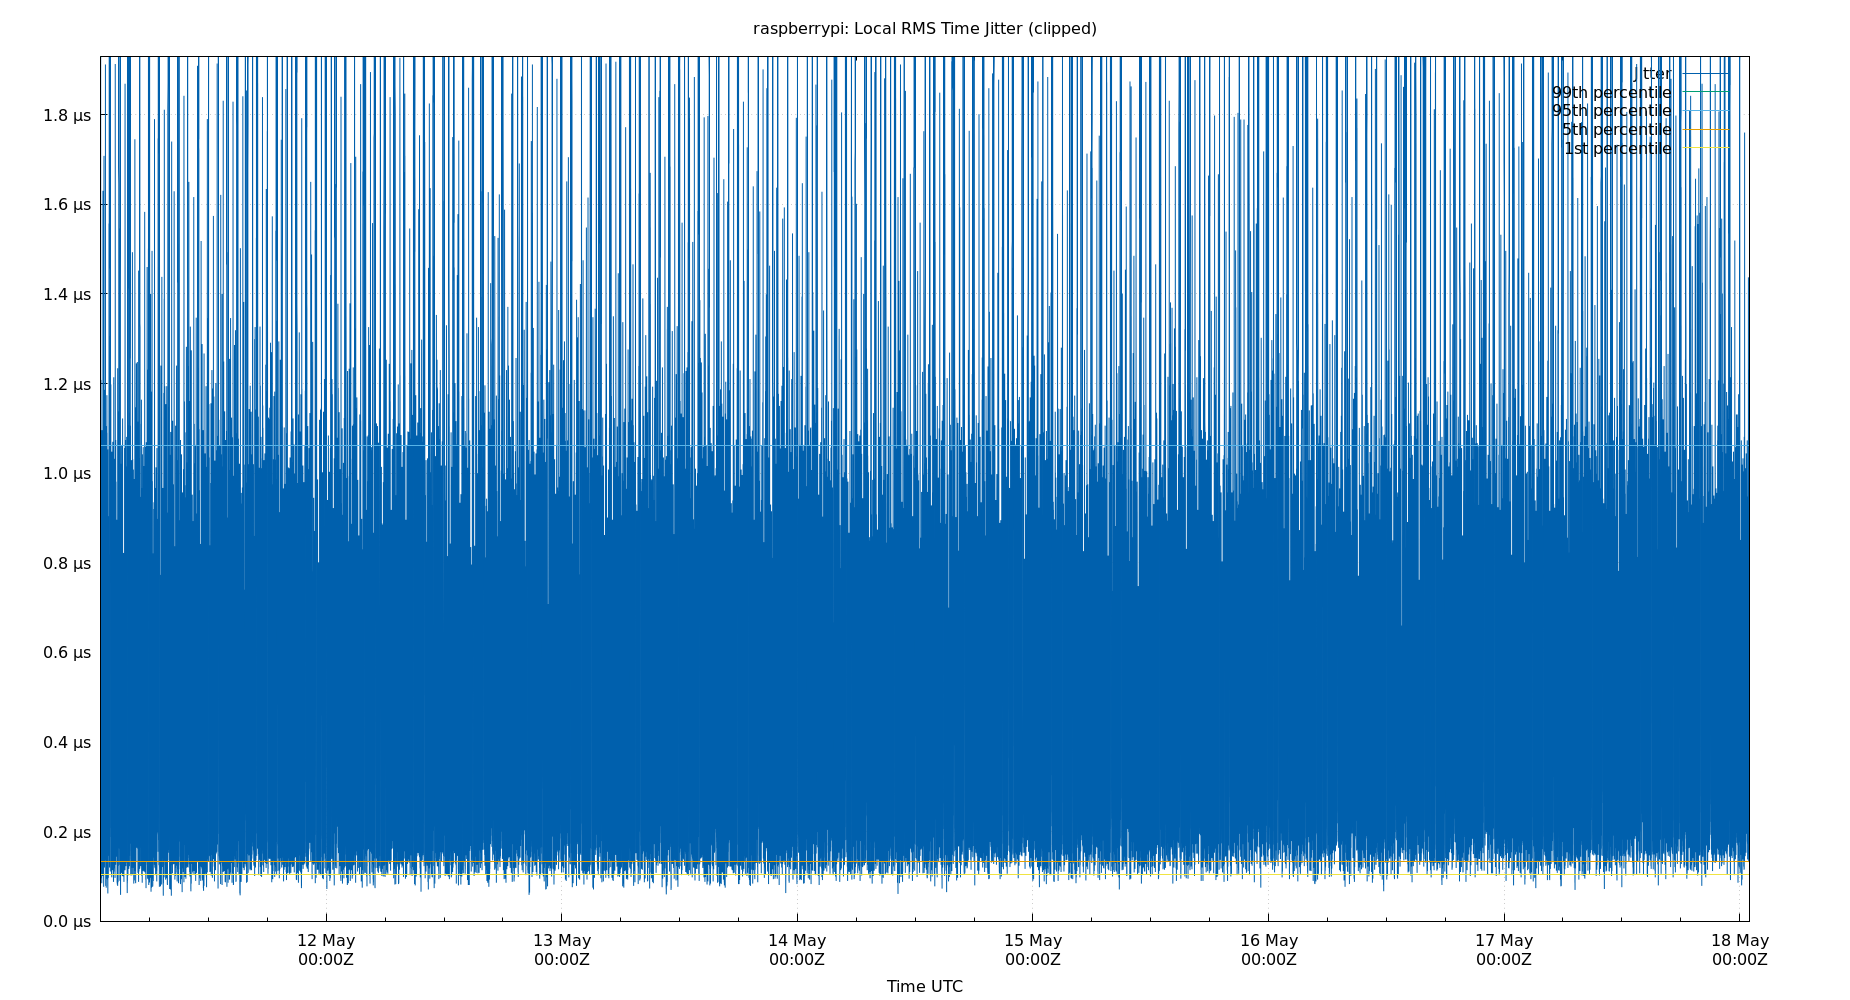 raspberrypi: Local RMS Time Jitter (clipped)
jitter
99th percentile
95th percentile
5th percentile
1st percentile
1.8 μs
1.6 μs
1.4 μs
1.2 μs
1.0 μs
0.8 μs
0.6 μs
0.4 μs
0.2 μs
0.0 μs
12 May 13 May 14 May 15 May 16 May 17 May 18 May
00:00Z 00:00Z 00:00Z 00:00Z 00:00Z 00:00Z 00:00Z
Time UTC